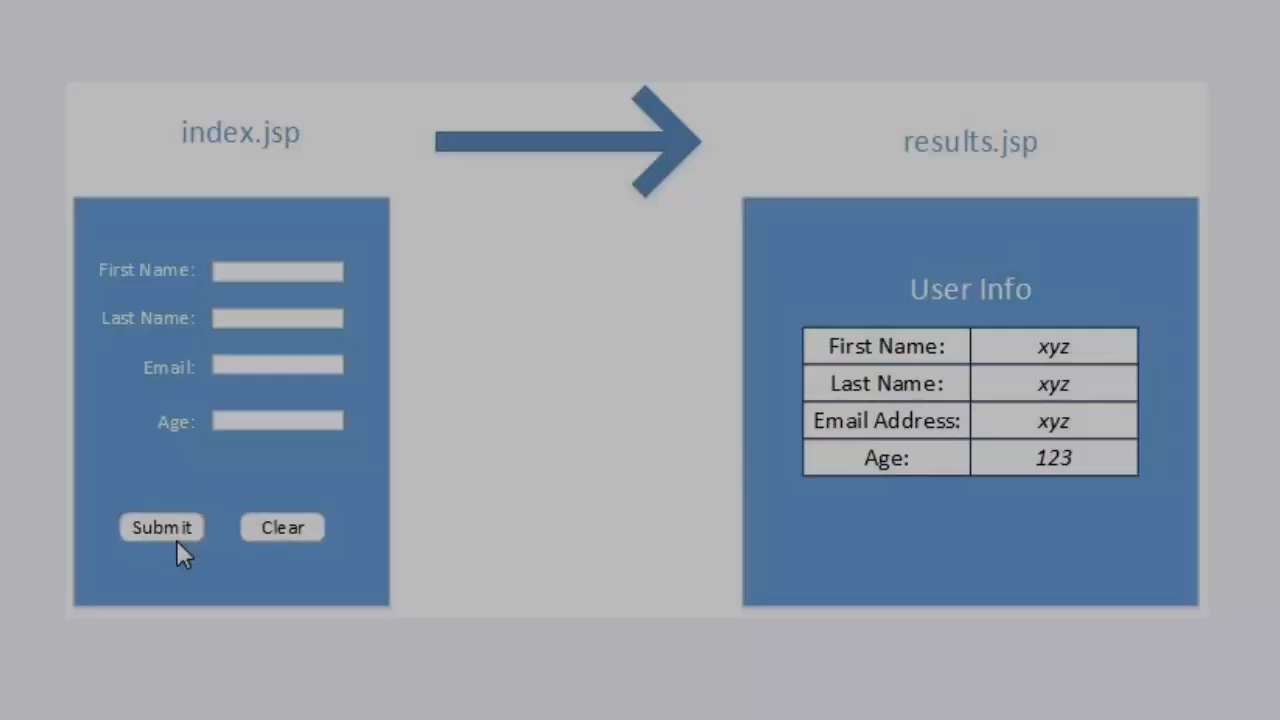 index.jsp
First Name:
Last Name:
Email:
Age:
Submit Clear
results.jsp
User Info
First Name: xyz
Last Name: xyz
Email Address: xyz
Age: 123